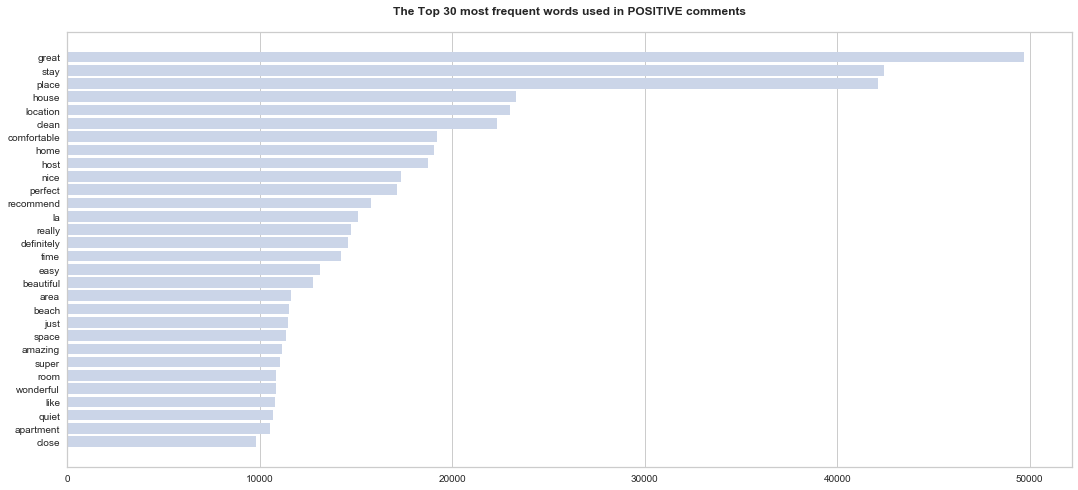 The Top 30 most frequent words used in POSITIVE comments
great
stay
place
house
location
clean
comfortable
home
host
nice
perfect
recommend
la
really
definitely
time
easy
beautiful
area
beach
just
space
amazing
super
room
wonderful
like
quiet
apartment
close
0 10000 20000 30000 40000 50000